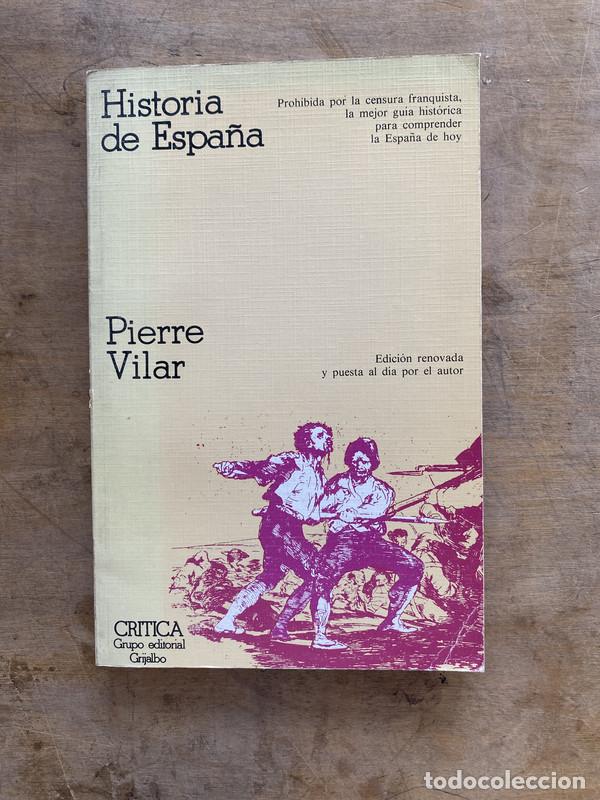 Historia
de España
Prohibida por la censura franquista,
la mejor guia histórica
para comprender
la España de hoy
Pierre
Vilar
Edición renovada
y puesta al día por el autor
CRITICA
Grupo editorial
Grijalbo
todocoleccion